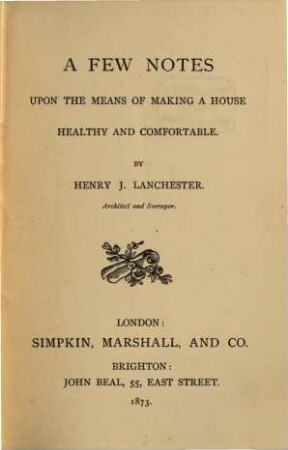 A FEW NOTES
UPON THE MEANS OF MAKING A HOUSE
HEALTHY AND COMFORTABLE.
BY
HENRY J. LANCHESTER.
Architect and Surveyor.
LONDON:
SIMPKIN, MARSHALL, AND CO.
BRIGHTON:
JOHN BEAL, 55, EAST STREET.
1873.